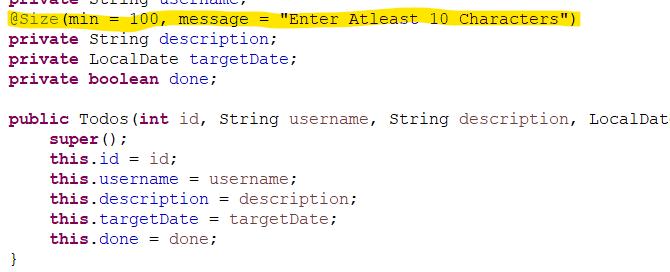 private String username;
@Size(min = 100, message = "Enter Atleast 10 Characters")
private String description;
private LocalDate targetDate;
private boolean done;
public Todos(int id, String username, String description, LocalDat
super();
this.id = id;
this.username = username;
this.description = description;
this.targetDate = targetDate;
this.done = done;
}